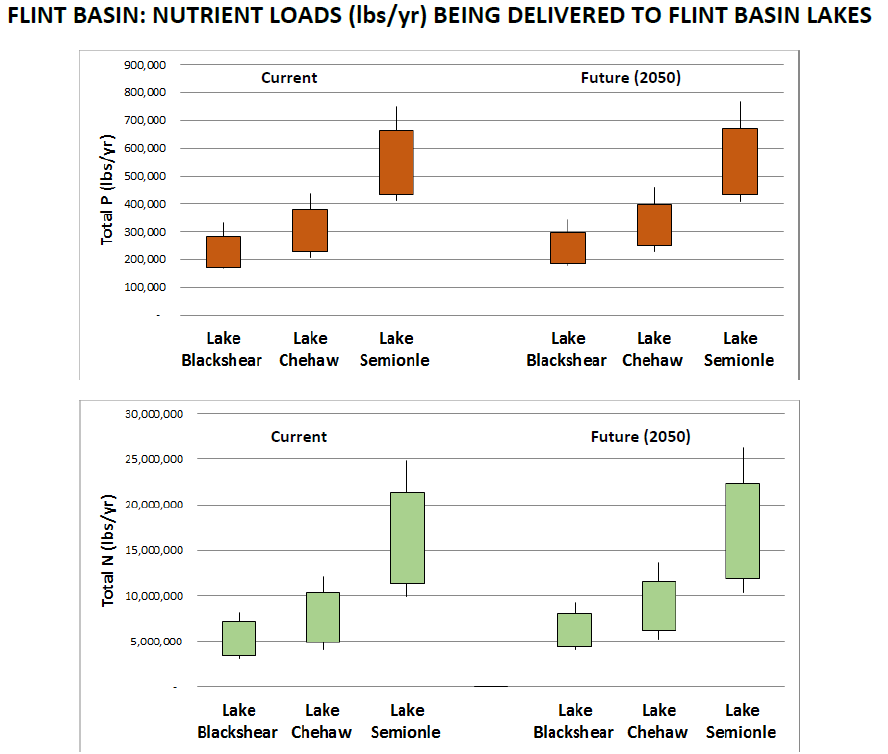 FLINT BASIN: NUTRIENT LOADS (lbs/yr) BEING DELIVERED TO FLINT BASIN LAKES
Total P (lbs/yr)
900,000
800,000
700,000
600,000
500,000
400,000
300,000
200,000
100,000
-
Current
Future (2050)
Lake Blackshear
Lake Chehaw
Lake Semionle
Lake Blackshear
Lake Chehaw
Lake Semionle
Total N (lbs/yr)
30,000,000
25,000,000
20,000,000
15,000,000
10,000,000
5,000,000
-
Current
Future (2050)
Lake Blackshear
Lake Chehaw
Lake Semionle
Lake Blackshear
Lake Chehaw
Lake Semionle